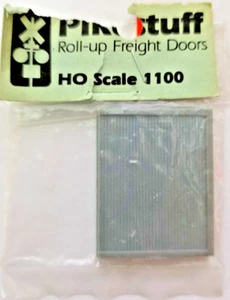 Pikestuff
Roll-up Freight Doors
HO Scale 1100